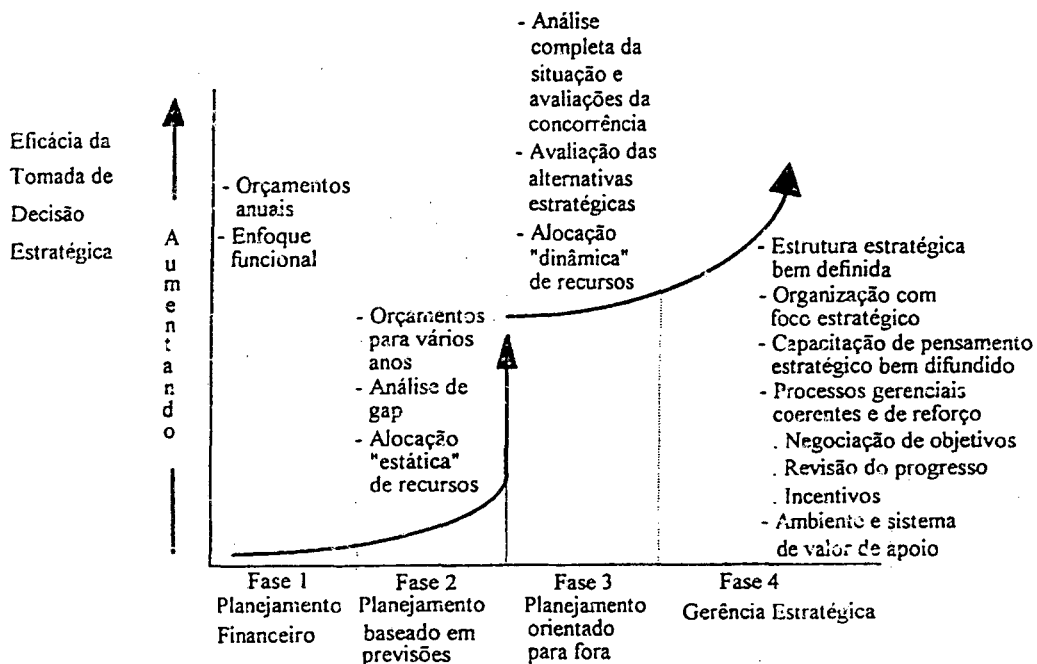 Eficácia da
Tomada de
Decisão
Estratégica
Aumentando
- Orçamentos
anuais
- Enfoque
funcional
- Orçamentos
para vários
anos
- Análise de
gap
- Alocação
"estática"
de recursos
- Análise
completa da
situação e
avaliações da
concorrência
- Avaliação das
alternativas
estratégicas
- Alocação
"dinâmica"
de recursos
- Estrutura estratégica
bem definida
- Organização com
foco estratégico
- Capacitação de pensamento
estratégico bem difundido
- Processos gerenciais
coerentes e de reforço
. Negociação de objetivos
. Revisão do progresso
. Incentivos
- Ambiente e sistema
de valor de apoio
Fase 1
Planejamento
Financeiro
Fase 2
Planejamento
baseado em
previsões
Fase 3
Planejamento
orientado
para fora
Fase 4
Gerência Estratégica